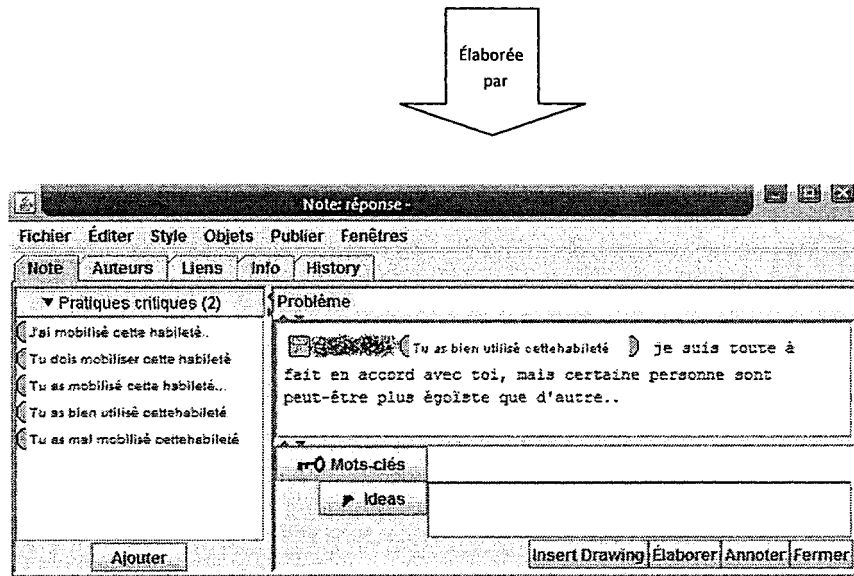 Élaborée
par
Note: réponse -
Fichier Éditer Style Objets Publier Fenêtres
Note Auteurs Liens Info History
▼ Pratiques critiques (2)
J'ai mobilisé cette habileté..
Tu dois mobiliser cette habileté
Tu as mobilisé cette habileté...
Tu as bien utilisé cettehabileté
Tu as mal mobilisé cettehabileté
Ajouter
Problème
Tu as bien utilisé cettehabileté je suis toute à
fait en accord avec toi, mais certaine personne sont
peut-être plus égoïste que d'autre..
Mots-clés
Ideas
Insert Drawing Élaborer Annoter Fermer